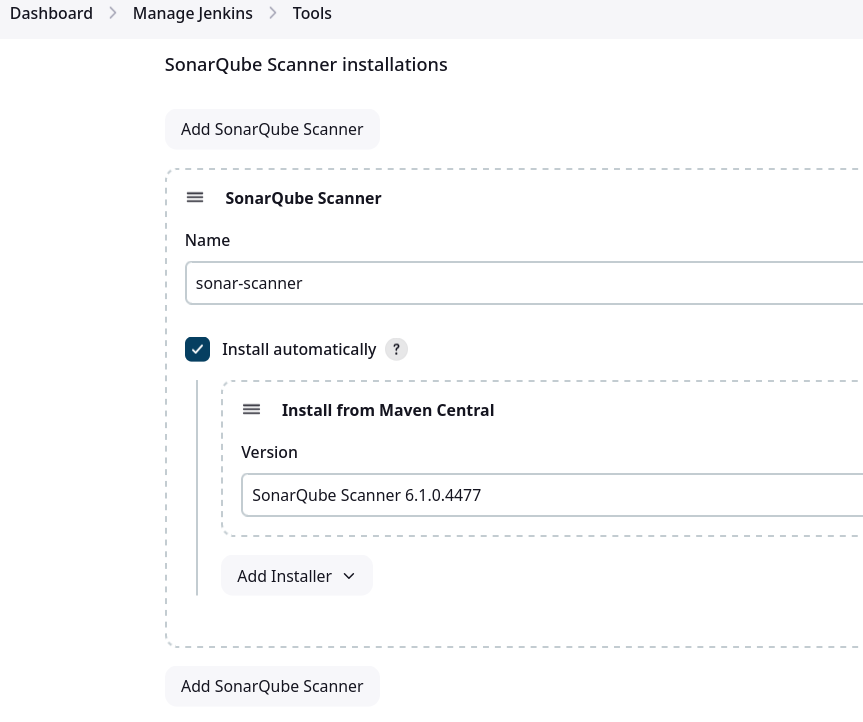 Dashboard > Manage Jenkins > Tools
SonarQube Scanner installations
Add SonarQube Scanner
SonarQube Scanner
Name
sonar-scanner
Install automatically ?
Install from Maven Central
Version
SonarQube Scanner 6.1.0.4477
Add Installer
Add SonarQube Scanner